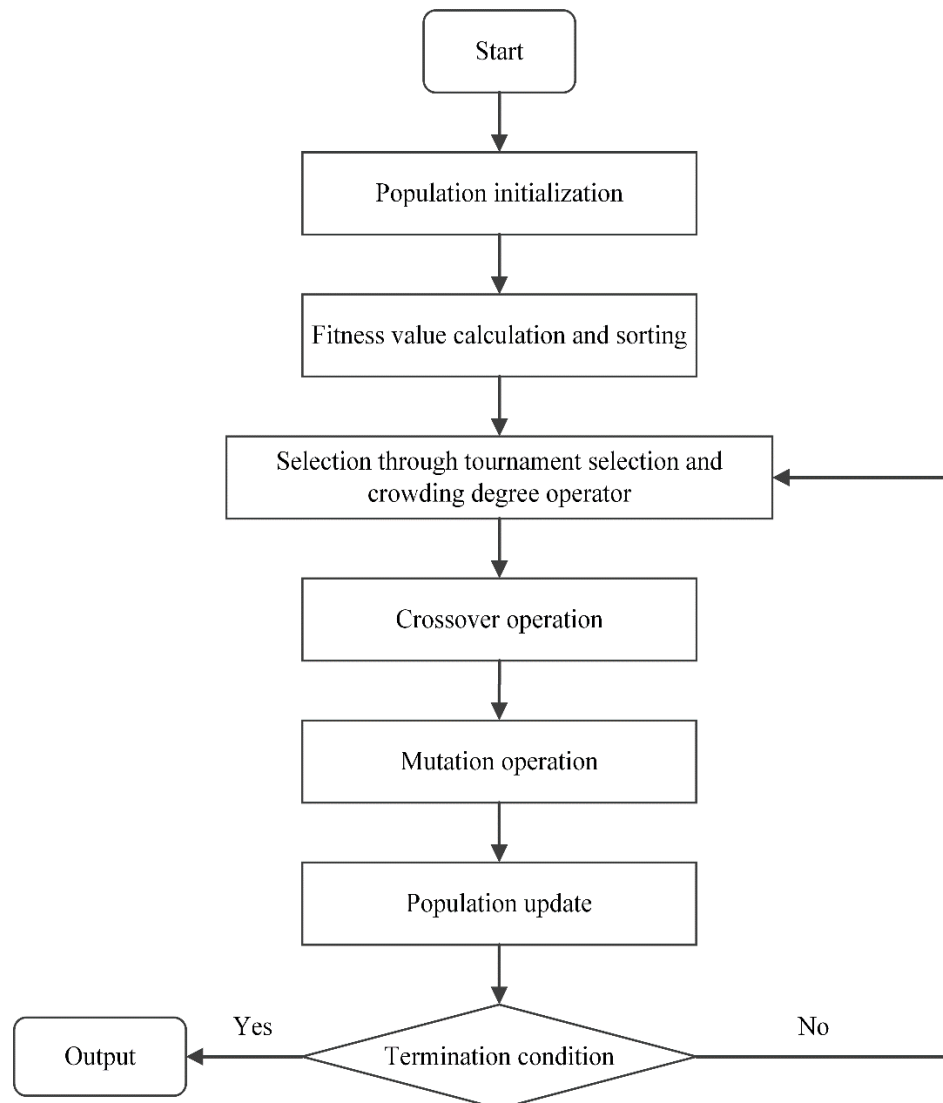 Start
Population initialization
Fitness value calculation and sorting
Selection through tournament selection and
crowding degree operator
Crossover operation
Mutation operation
Population update
Yes
No
Output
Termination condition